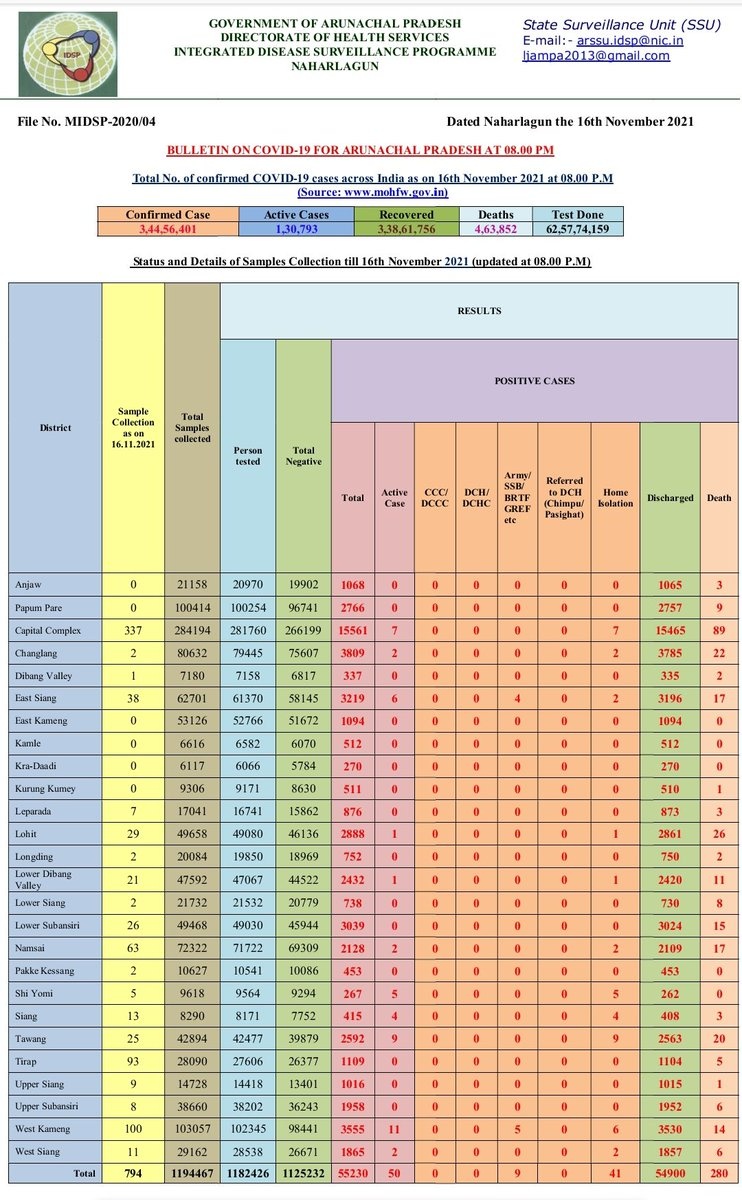 IDSP
GOVERNMENT OF ARUNACHAL PRADESH
DIRECTORATE OF HEALTH SERVICES
INTEGRATED DISEASE SURVEILLANCE PROGRAMME
NAHARLAGUN
State Surveillance Unit (SSU)
E-mail:- arssu.idsp@nic.in
ljampa2013@gmail.com
File No. MIDSP-2020/04 Dated Naharlagun the 16th November 2021
BULLETIN ON COVID-19 FOR ARUNACHAL PRADESH AT 08.00 PM
Total No. of confirmed COVID-19 cases across India as on 16th November 2021 at 08.00 P.M
(Source: www.mohfw.gov.in)
Confirmed Case Active Cases Recovered Deaths Test Done
3,44,56,401 1,30,793 3,38,61,756 4,63,852 62,57,74,159
Status and Details of Samples Collection till 16th November 2021 (updated at 08.00 P.M)
District
Sample
Collection
as on
16.11.2021
Total
Samples
collected
RESULTS
Person
tested
Total
Negative
POSITIVE CASES
Total
Active
Case
CCC/
DCCC
DCH/
DCHC
Army/
SSB/
BRTF
GREF
etc
Referred
to DCH
(Chimpu/
Pasighat)
Home
Isolation
Discharged
Death
Anjaw 0 21158 20970 19902 1068 0 0 0 0 0 0 1065 3
Papum Pare 0 100414 100254 96741 2766 0 0 0 0 0 0 2757 9
Capital Complex 337 284194 281760 266199 15561 7 0 0 0 0 7 15465 89
Changlang 2 80632 79445 75607 3809 2 0 0 0 0 2 3785 22
Dibang Valley 1 7180 7158 6817 337 0 0 0 0 0 0 335 2
East Siang 38 62701 61370 58145 3219 6 0 0 4 0 2 3196 17
East Kameng 0 53126 52766 51672 1094 0 0 0 0 0 0 1094 0
Kamle 0 6616 6582 6070 512 0 0 0 0 0 0 512 0
Kra-Daadi 0 6117 6066 5784 270 0 0 0 0 0 0 270 0
Kurung Kumey 0 9306 9171 8630 511 0 0 0 0 0 0 510 1
Leparada 7 17041 16741 15862 876 0 0 0 0 0 0 873 3
Lohit 29 49658 49080 46136 2888 1 0 0 0 0 1 2861 26
Longding 2 20084 19850 18969 752 0 0 0 0 0 0 750 2
Lower Dibang
Valley 21 47592 47067 44522 2432 1 0 0 0 0 1 2420 11
Lower Siang 2 21732 21532 20779 738 0 0 0 0 0 0 730 8
Lower Subansiri 26 49468 49030 45944 3039 0 0 0 0 0 0 3024 15
Namsai 63 72322 71722 69309 2128 2 0 0 0 0 2 2109 17
Pakke Kessang 2 10627 10541 10086 453 0 0 0 0 0 0 453 0
Shi Yomi 5 9618 9564 9294 267 5 0 0 0 0 5 262 0
Siang 13 8290 8171 7752 415 4 0 0 0 0 4 408 3
Tawang 25 42894 42477 39879 2592 9 0 0 0 0 9 2563 20
Tirap 93 28090 27606 26377 1109 0 0 0 0 0 0 1104 5
Upper Siang 9 14728 14418 13401 1016 0 0 0 0 0 0 1015 1
Upper Subansiri 8 38660 38202 36243 1958 0 0 0 0 0 0 1952 6
West Kameng 100 103057 102345 98441 3555 11 0 0 5 0 6 3530 14
West Siang 11 29162 28538 26671 1865 2 0 0 0 0 2 1857 6
Total 794 1194467 1182426 1125232 55230 50 0 0 9 0 41 54900 280